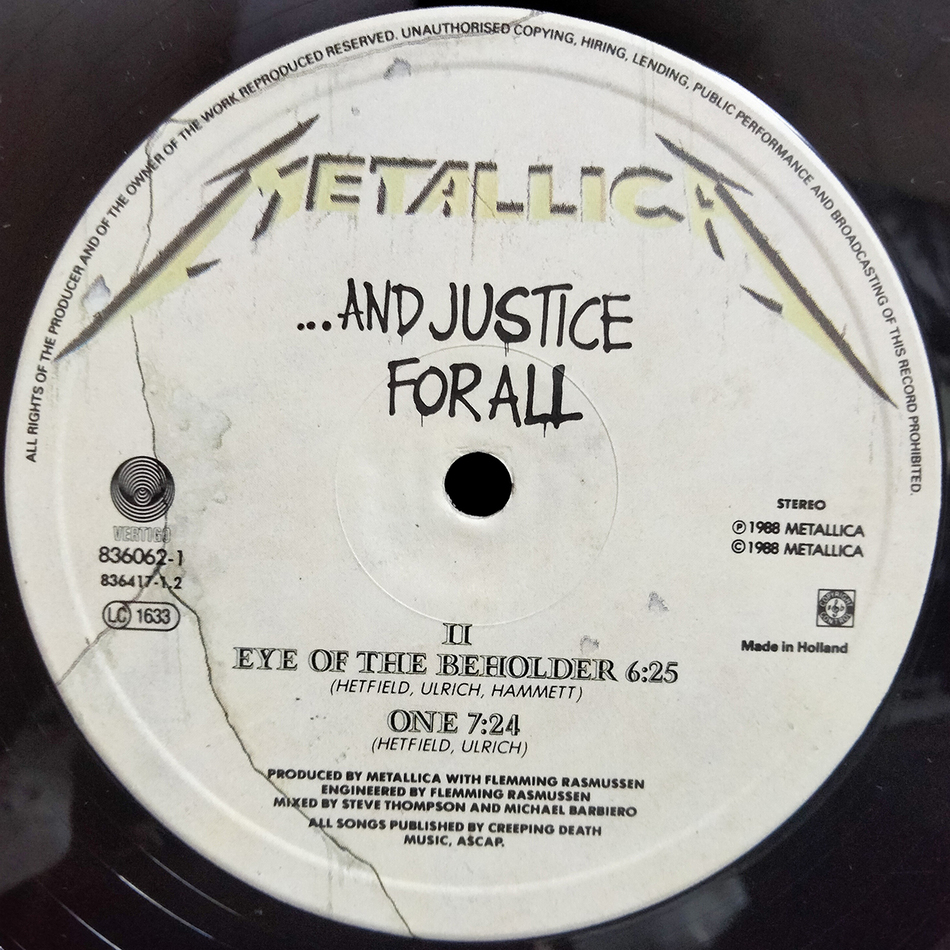 ALL RIGHTS OF THE PRODUCER AND OF THE OWNER OF THE WORK REPRODUCED RESERVED. UNAUTHORISED COPYING, HIRING, LENDING, PUBLIC PERFORMANCE AND BROADCASTING OF THIS RECORD PROHIBITED.
METALLICA
...AND JUSTICE
FOR ALL
VERTIGO
836062-1
836417-1.2
LC 1633
STEREO
Ⓟ 1988 METALLICA
© 1988 METALLICA
Made in Holland
II
EYE OF THE BEHOLDER 6:25
(HETFIELD, ULRICH, HAMMETT)
ONE 7:24
(HETFIELD, ULRICH)
PRODUCED BY METALLICA WITH FLEMMING RASMUSSEN
ENGINEERED BY FLEMMING RASMUSSEN
MIXED BY STEVE THOMPSON AND MICHAEL BARBIERO
ALL SONGS PUBLISHED BY CREEPING DEATH
MUSIC, ASCAP.